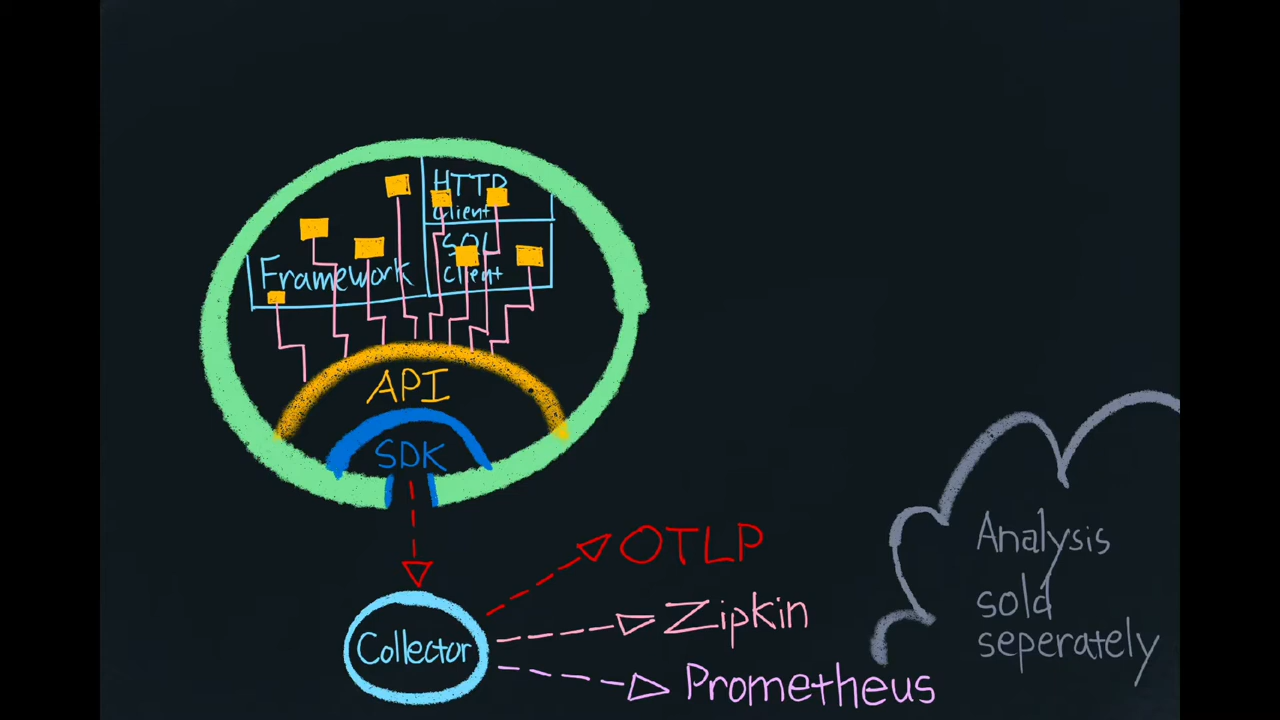 HTTP
Client
SQL
Client
Framework
API
SDK
Collector
OTLP
Zipkin
Prometheus
Analysis
sold
seperately